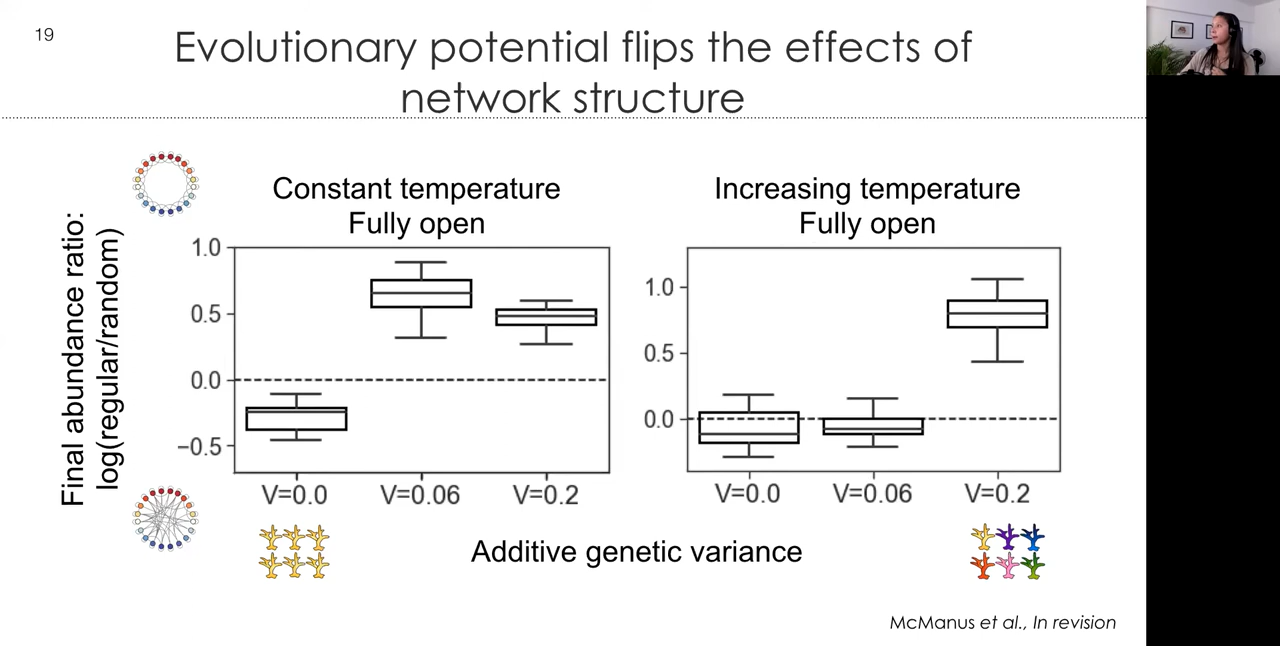 19
Evolutionary potential flips the effects of
network structure
Final abundance ratio:
log(regular/random)
Constant temperature
Fully open
1.0
0.5
0.0
−0.5
V=0.0 V=0.06 V=0.2
Increasing temperature
Fully open
1.0
0.5
0.0
V=0.0 V=0.06 V=0.2
Additive genetic variance
McManus et al., In revision